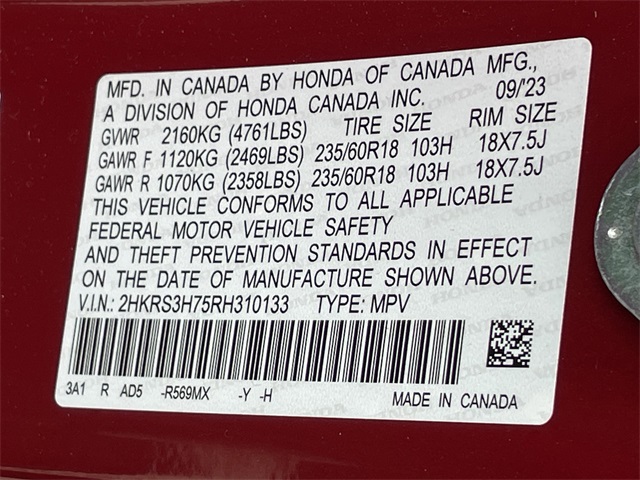 MFD. IN CANADA BY HONDA OF CANADA MFG.,
A DIVISION OF HONDA CANADA INC. 09/'23
GVWR 2160KG (4761LBS) TIRE SIZE RIM SIZE
GAWR F 1120KG (2469LBS) 235/60R18 103H 18X7.5J
GAWR R 1070KG (2358LBS) 235/60R18 103H 18X7.5J
THIS VEHICLE CONFORMS TO ALL APPLICABLE
FEDERAL MOTOR VEHICLE SAFETY
AND THEFT PREVENTION STANDARDS IN EFFECT
ON THE DATE OF MANUFACTURE SHOWN ABOVE.
V.I.N.: 2HKRS3H75RH310133 TYPE: MPV
3A1 R AD5 -R569MX -Y -H MADE IN CANADA